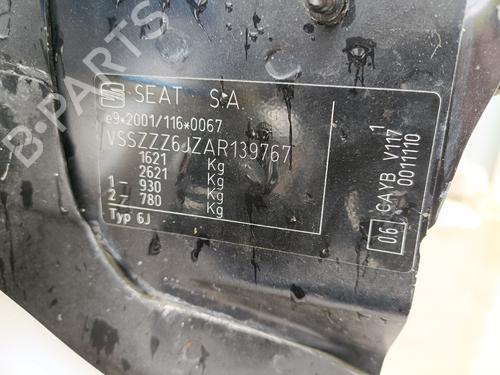 SEAT S.A.
e9*2001/116*0067
VSSZZZ6JZAR139767
1621 Kg
2621 Kg
1- 930 Kg
2- 780 Kg
Typ 6J
06 CAYB V117 1
0011110
B-Parts